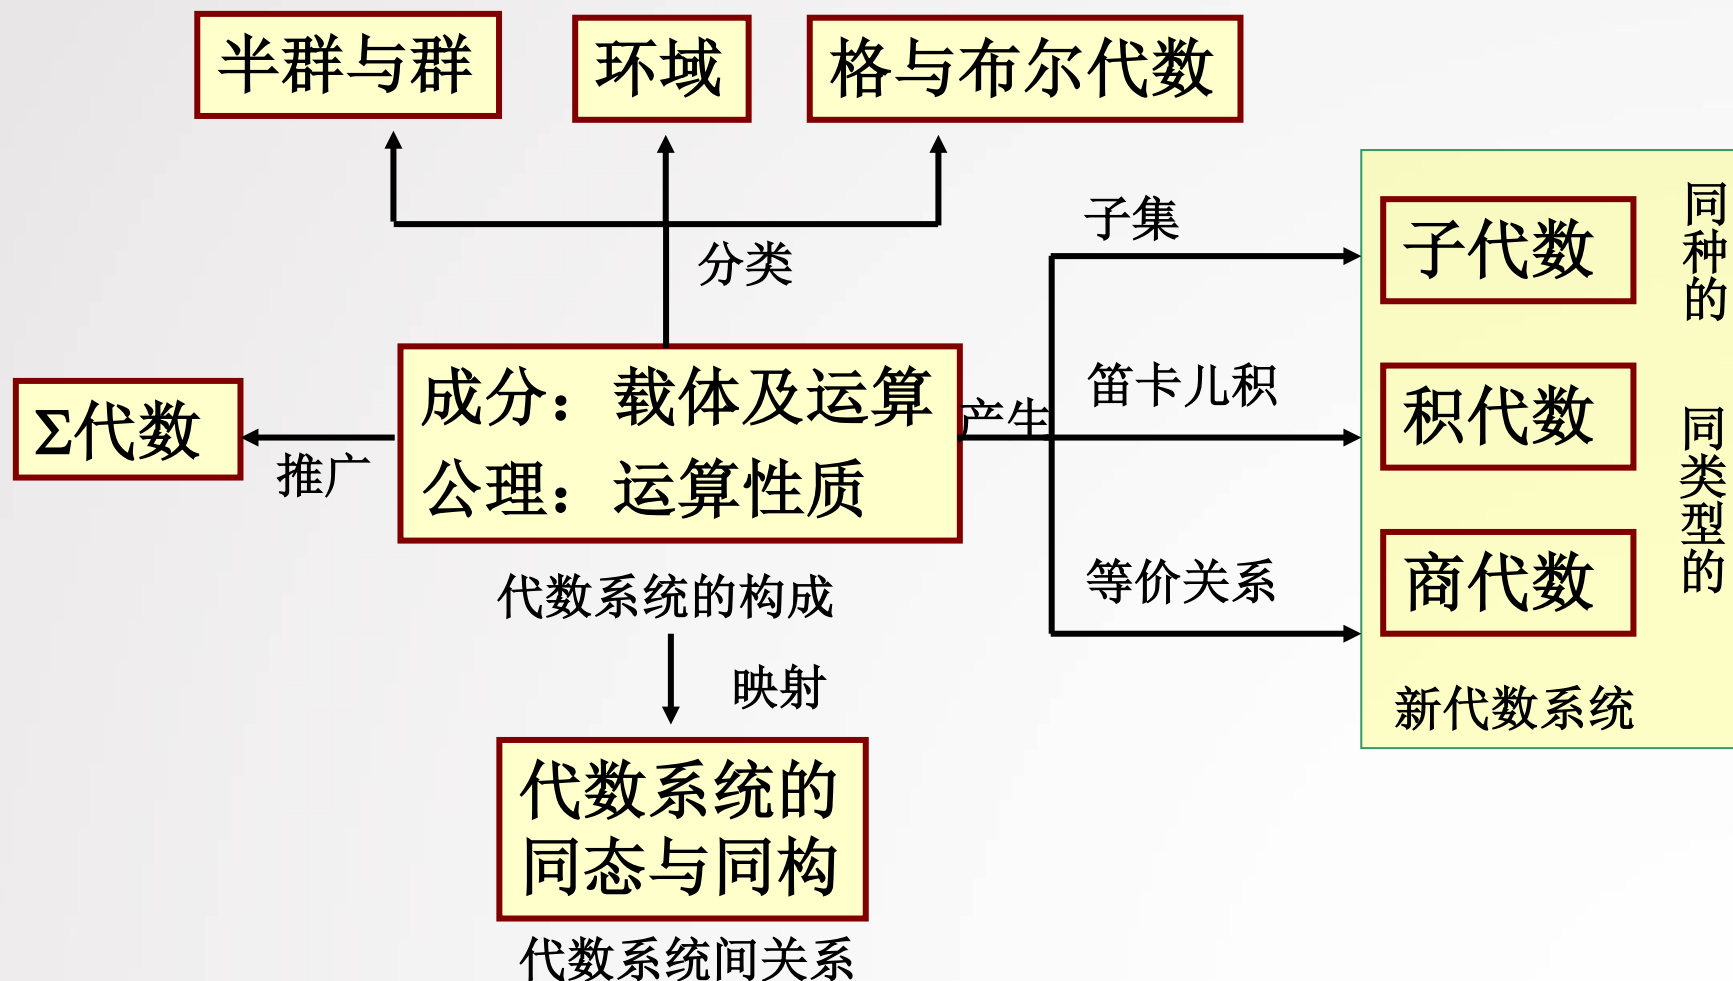 半群与群
环域
格与布尔代数
分类
子集
子代数
同种的
Σ代数
推广
成分：载体及运算
公理：运算性质
产生
笛卡儿积
积代数
同类型的
代数系统的构成
等价关系
商代数
映射
新代数系统
代数系统的
同态与同构
代数系统间关系